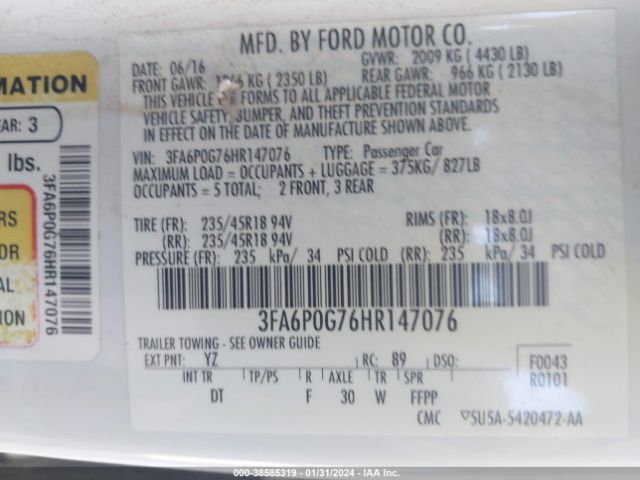 MFD. BY FORD MOTOR CO.
DATE: 06/16
GVWR: 2009 KG ( 4430 LB)
FRONT GAWR: KG ( 2350 LB)
REAR GAWR: 966 KG ( 2130 LB)
THIS VEHICLE FORMS TO ALL APPLICABLE FEDERAL MOTOR
VEHICLE SAFETY, BUMPER, AND THEFT PREVENTION STANDARDS
IN EFFECT ON THE DATE OF MANUFACTURE SHOWN ABOVE.
VIN: 3FA6P0G76HR147076 TYPE: Passenger Car
MAXIMUM LOAD = OCCUPANTS + LUGGAGE = 375KG/ 827LB
OCCUPANTS = 5 TOTAL; 2 FRONT, 3 REAR
TIRE (FR): 235/45R18 94V RIMS (FR): 18x8.0J
(RR): 235/45R18 94V (RR): 18x8.0J
PRESSURE (FR): 235 kPa/ 34 PSI COLD (RR): 235 kPa/ 34 PSI COLD
3FA6P0G76HR147076
TRAILER TOWING - SEE OWNER GUIDE
EXT PNT: YZ RC: 89 DSO: F0043
INT TR TP/PS R AXLE TR SPR R0101
DT F 30 W FFPP
CMC 5U5A-5420472-AA
MATION
EAR: 3
lbs.
RS
OR
AL
ION
3FA6P0G76HR147076
000-38585319 - 01/31/2024 - IAA Inc.